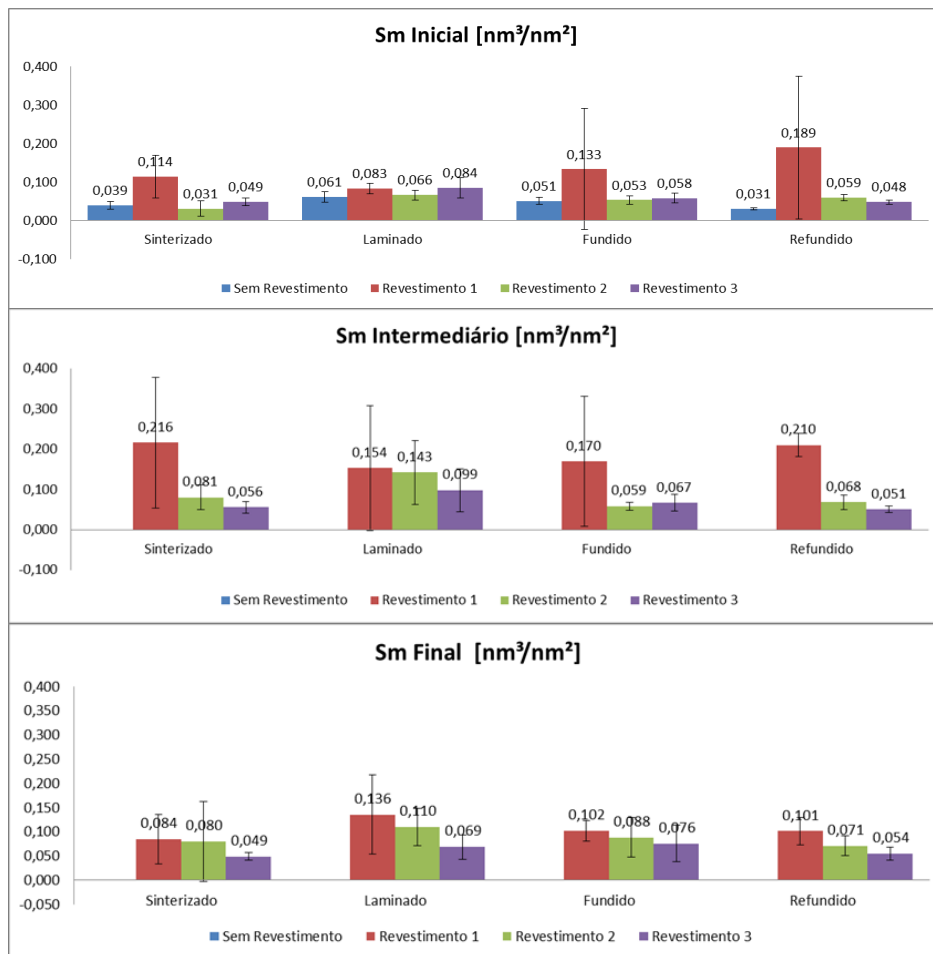 Sm Inicial [nm³/nm²]
0,400
0,300
0,200
0,100
0,000
-0,100
0,039 0,114 0,031 0,049
0,061 0,083 0,066 0,084
0,051 0,133 0,053 0,058
0,031 0,189 0,059 0,048
Sinterizado Laminado Fundido Refundido
Sem Revestimento Revestimento 1 Revestimento 2 Revestimento 3
Sm Intermediário [nm³/nm²]
0,400
0,300
0,200
0,100
0,000
-0,100
0,216 0,081 0,056
0,154 0,143 0,099
0,170 0,059 0,067
0,210 0,068 0,051
Sinterizado Laminado Fundido Refundido
Sem Revestimento Revestimento 1 Revestimento 2 Revestimento 3
Sm Final [nm³/nm²]
0,400
0,350
0,300
0,250
0,200
0,150
0,100
0,050
0,000
-0,050
0,084 0,080 0,049
0,136 0,110 0,069
0,102 0,088 0,076
0,101 0,071 0,054
Sinterizado Laminado Fundido Refundido
Sem Revestimento Revestimento 1 Revestimento 2 Revestimento 3